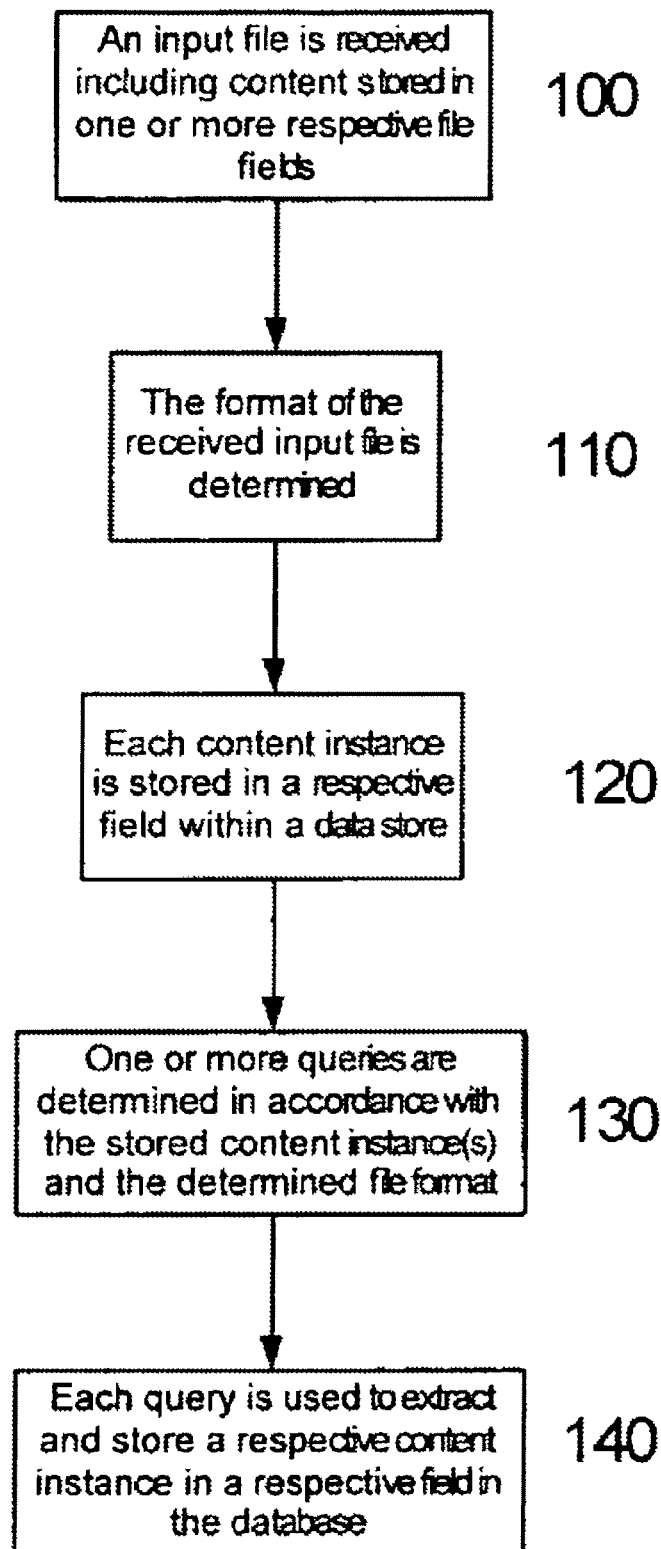 An input file is received
including content stored in
one or more respective file
fields
100
The format of the
received input file is
determined
110
Each content instance
is stored in a respective
field within a data store
120
One or more queries are
determined in accordance with
the stored content instance(s)
and the determined file format
130
Each query is used to extract
and store a respective content
instance in a respective field in
the database
140